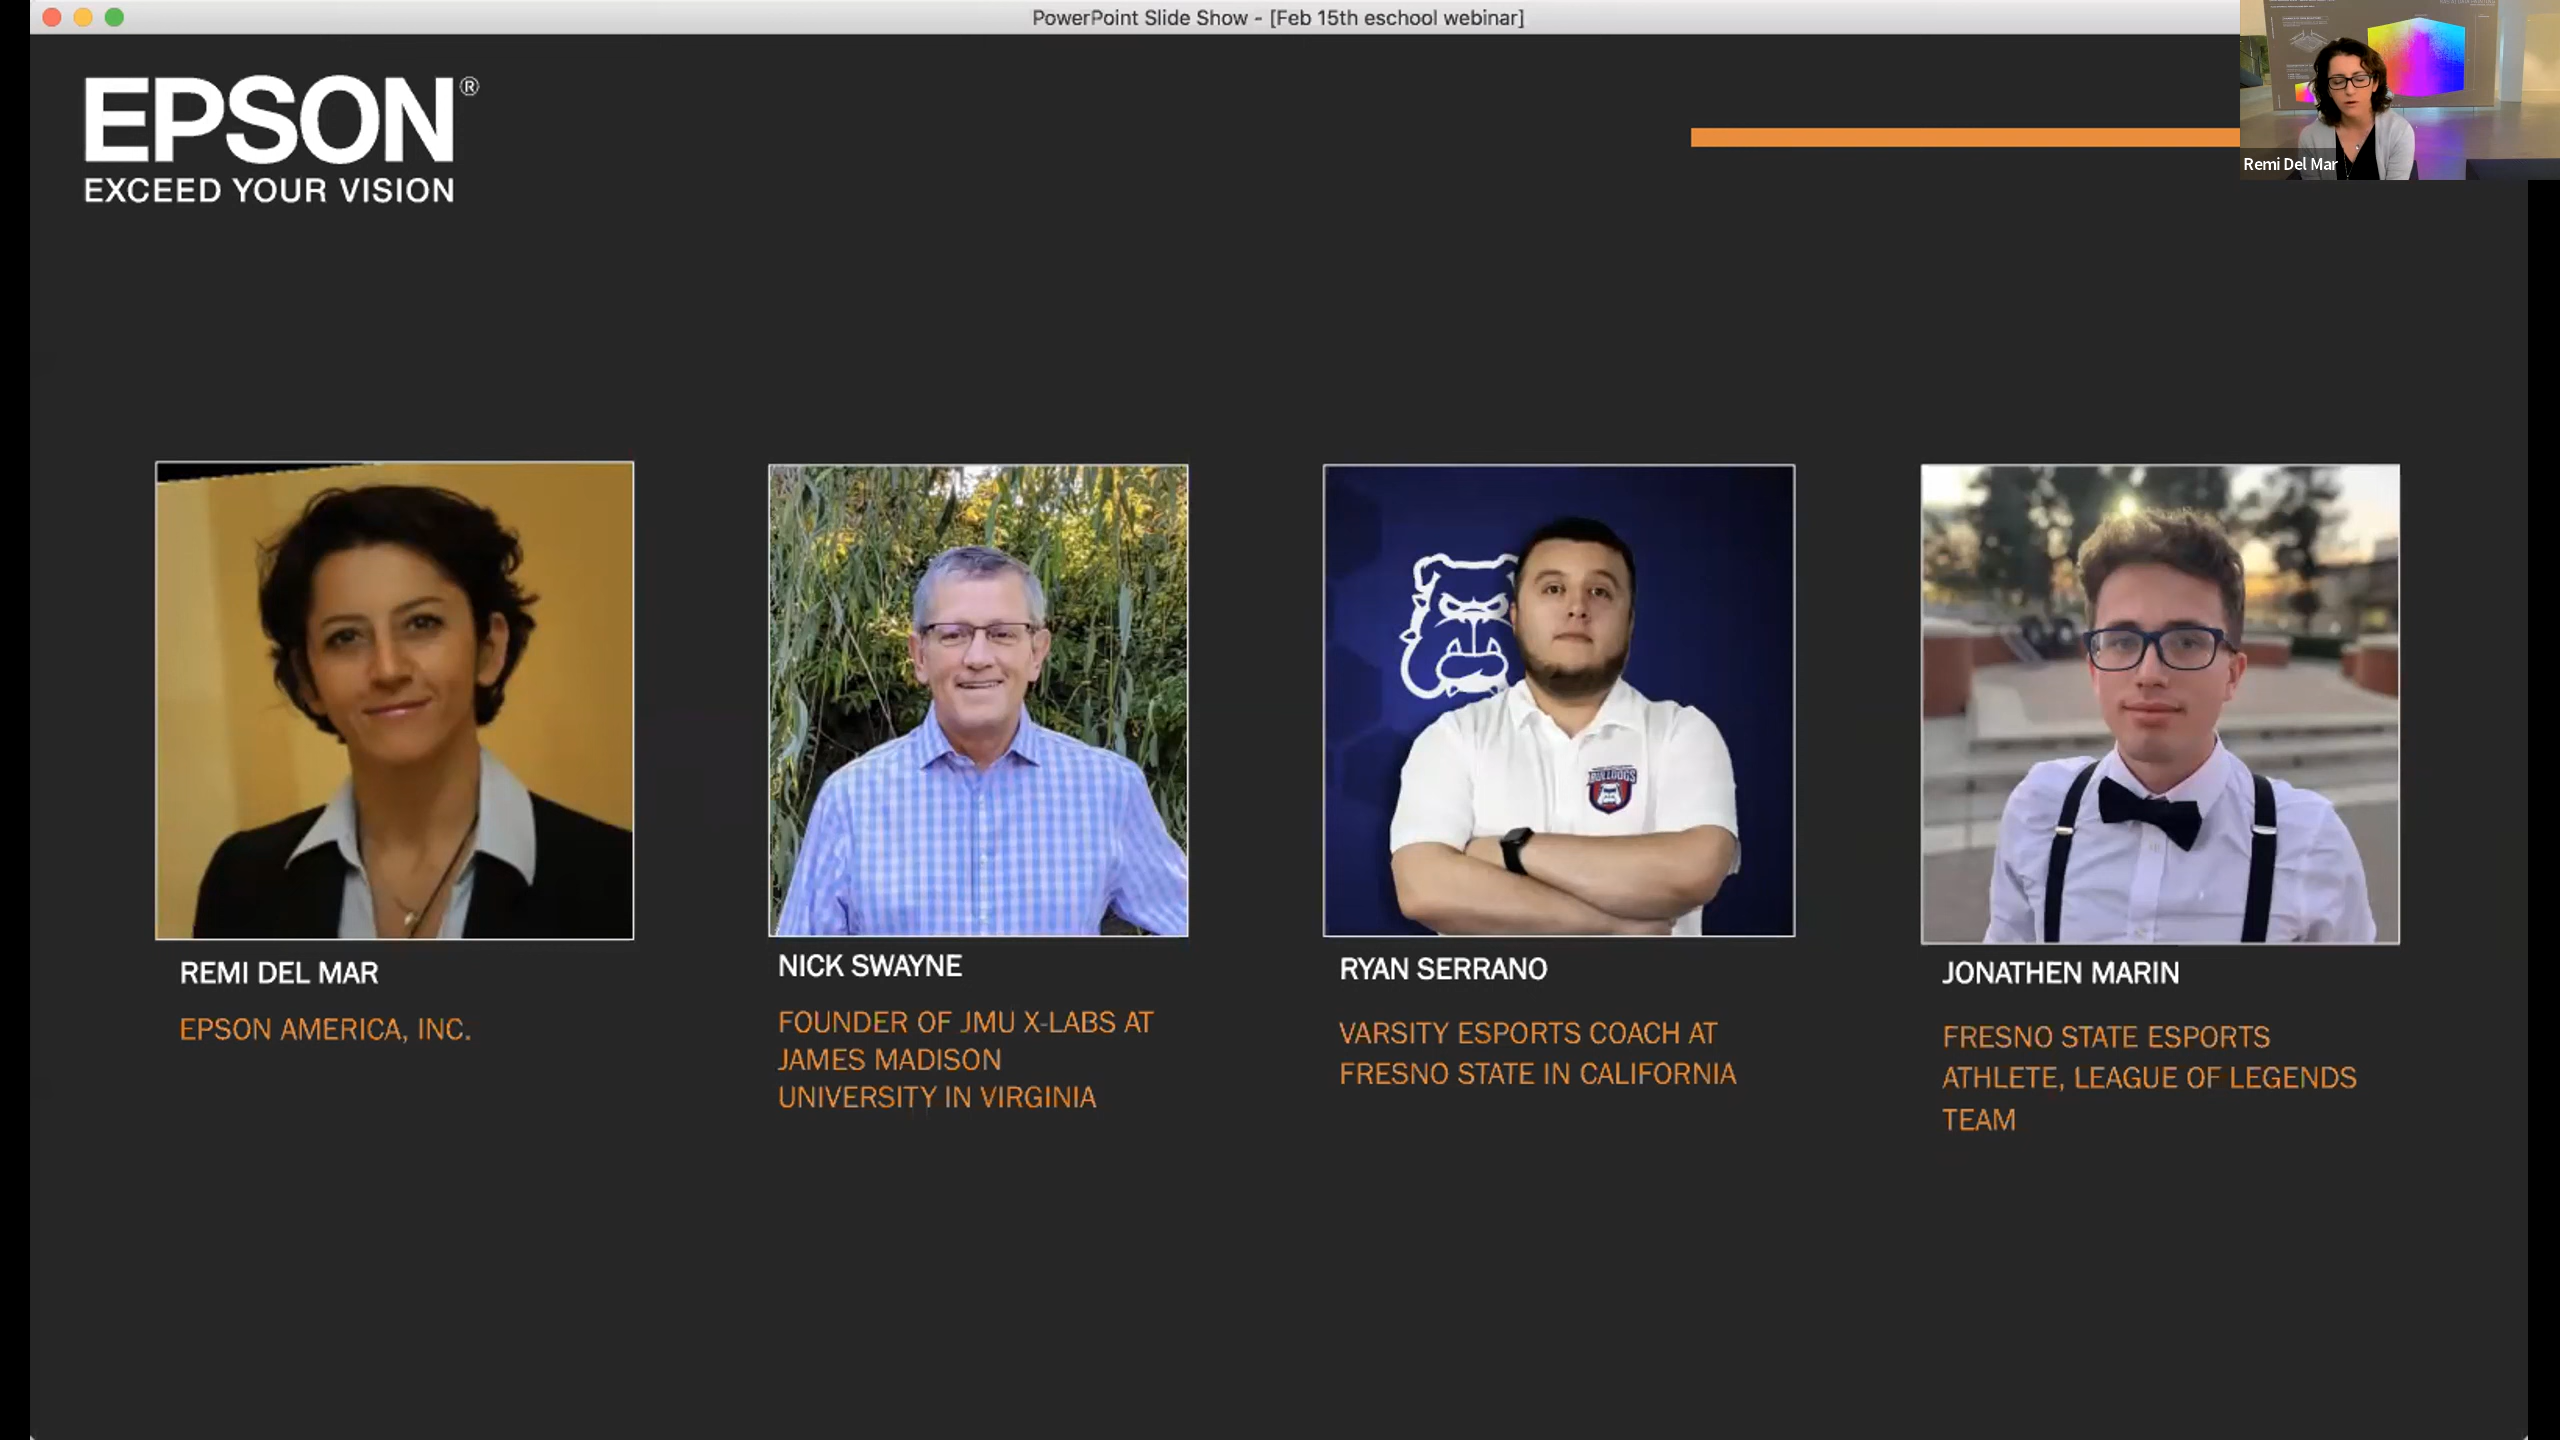 PowerPoint Slide Show - [Feb 15th eschool webinar]
EPSON®
EXCEED YOUR VISION
Remi Del Mar
BULLDOGS
REMI DEL MAR
EPSON AMERICA, INC.
NICK SWAYNE
FOUNDER OF JMU X-LABS AT
JAMES MADISON
UNIVERSITY IN VIRGINIA
RYAN SERRANO
VARSITY ESPORTS COACH AT
FRESNO STATE IN CALIFORNIA
JONATHEN MARIN
FRESNO STATE ESPORTS
ATHLETE, LEAGUE OF LEGENDS
TEAM